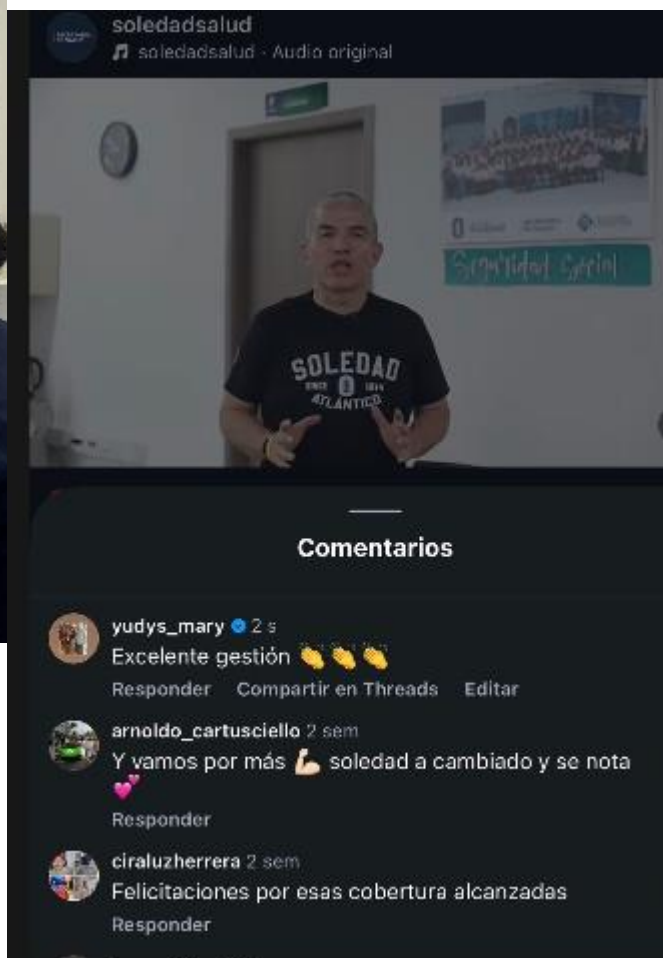 soledadsalud
soledadsalud · Audio original
Seguridad Social
SOLEDAD
SINCE
ATLÁNTICO
Comentarios
yudys_mary 2 s
Excelente gestión 👏👏👏
Responder Compartir en Threads Editar
arnoldo_cartusciello 2 sem
Y vamos por más 💪🏻 soledad a cambiado y se nota
💕
Responder
ciraluzherrera 2 sem
Felicitaciones por esas cobertura alcanzadas
Responder